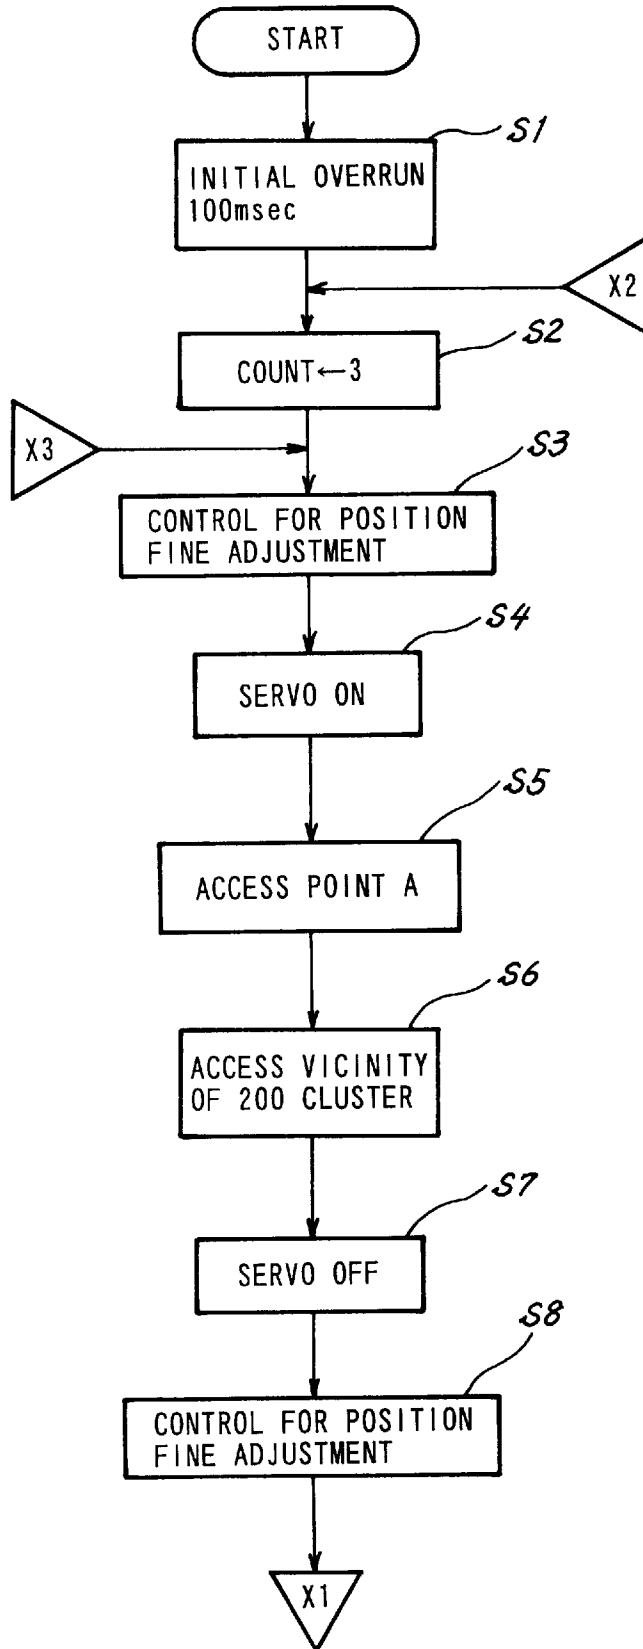 START
S1
INITIAL OVERRUN
100msec
X2
S2
COUNT←3
X3
S3
CONTROL FOR POSITION
FINE ADJUSTMENT
S4
SERVO ON
S5
ACCESS POINT A
S6
ACCESS VICINITY
OF 200 CLUSTER
S7
SERVO OFF
S8
CONTROL FOR POSITION
FINE ADJUSTMENT
X1